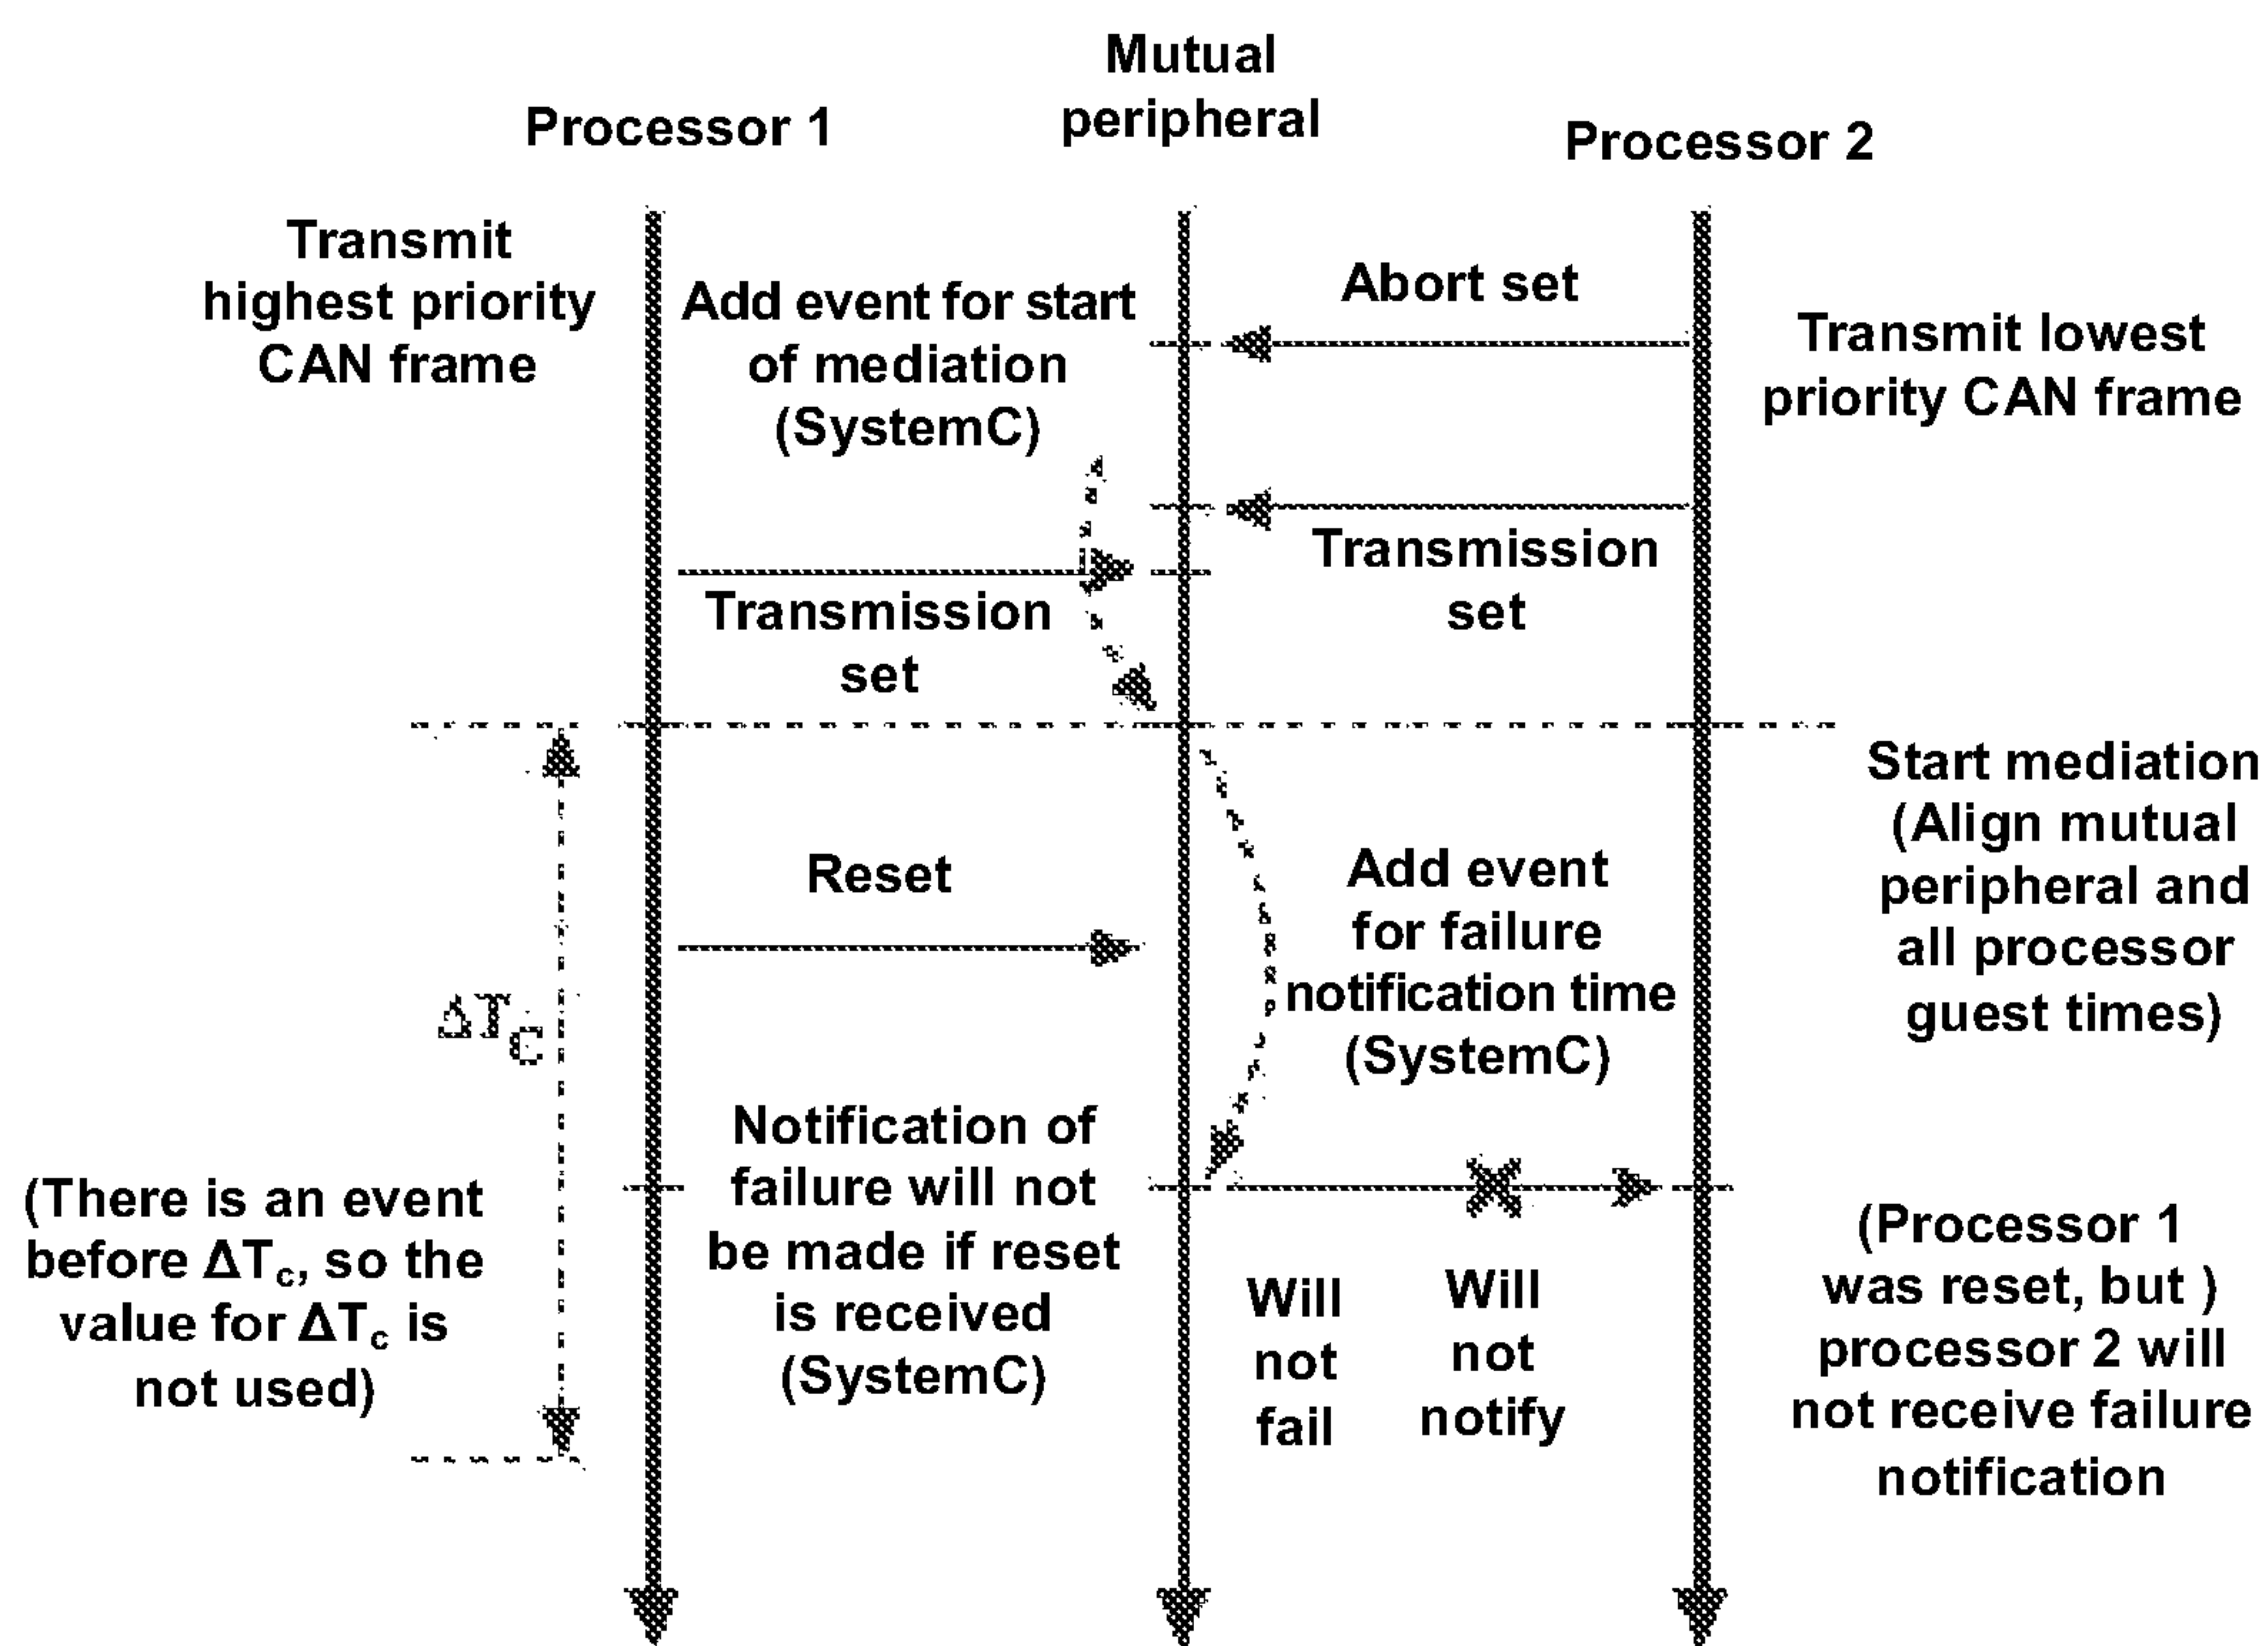 Mutual
peripheral
Processor 1
Processor 2
Transmit
highest priority
CAN frame
Add event for start
of mediation
(SystemC)
Abort set
Transmit lowest
priority CAN frame
Transmission
set
Transmission
set
Start mediation
(Align mutual
peripheral and
all processor
guest times)
Reset
Add event
for failure
notification time
(SystemC)
ΔTC
Notification of
failure will not
be made if reset
is received
(SystemC)
(There is an event
before ΔTc, so the
value for ΔTc is
not used)
Will
not
fail
Will
not
notify
(Processor 1
was reset, but )
processor 2 will
not receive failure
notification